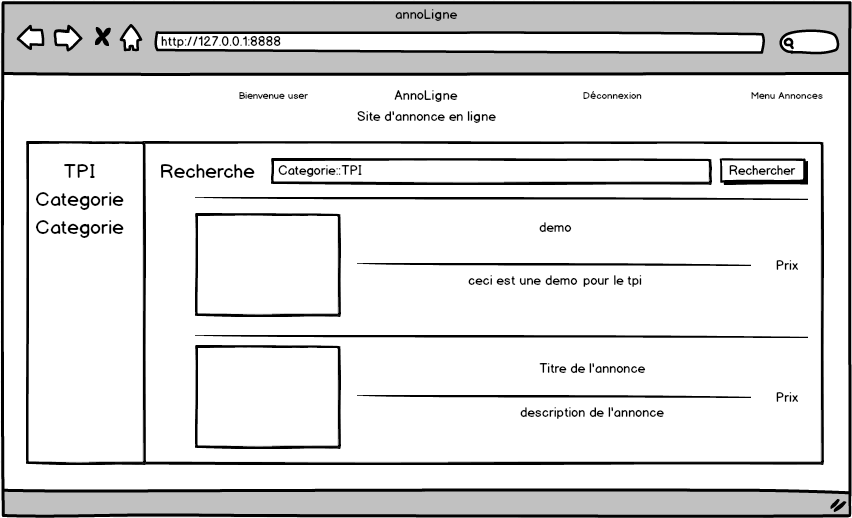 annoLigne
http://127.0.0.1:8888
Bienvenue user
AnnoLigne
Déconnexion
Menu Annonces
Site d'annonce en ligne
TPI
Categorie
Categorie
Recherche
Categorie::TPI
Rechercher
demo
Prix
ceci est une demo pour le tpi
Titre de l'annonce
Prix
description de l'annonce